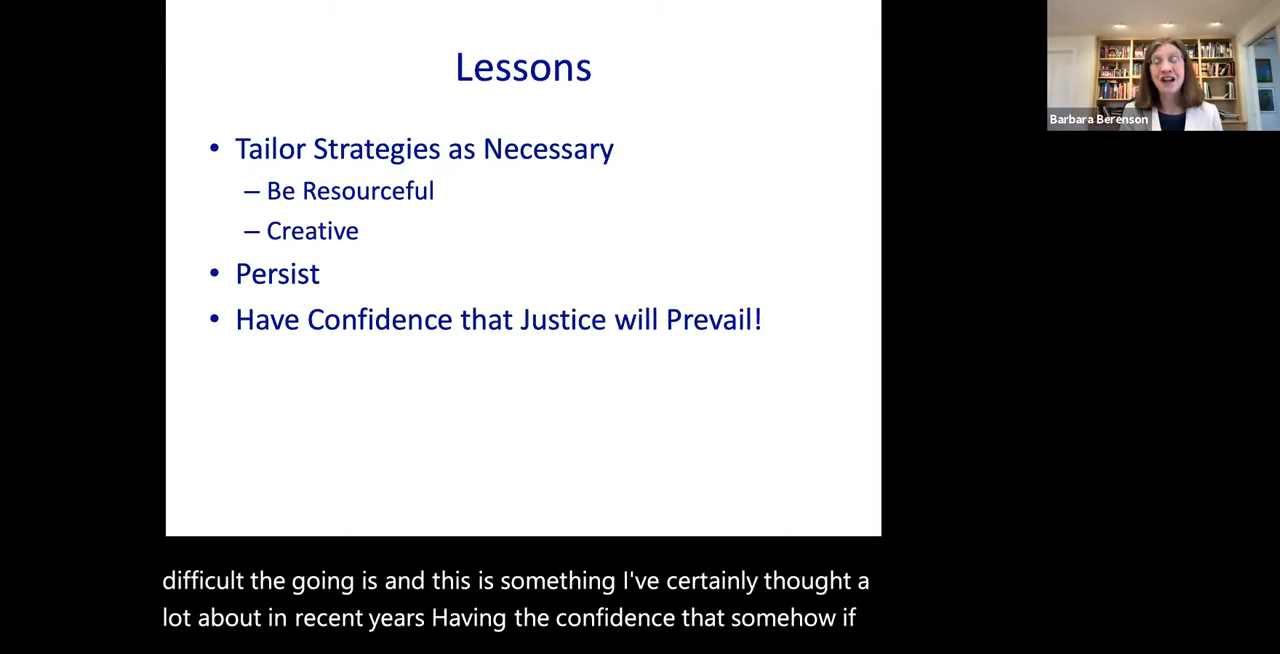 Lessons
• Tailor Strategies as Necessary
– Be Resourceful
– Creative
• Persist
• Have Confidence that Justice will Prevail!
Barbara Berenson
difficult the going is and this is something I've certainly thought a
lot about in recent years Having the confidence that somehow if